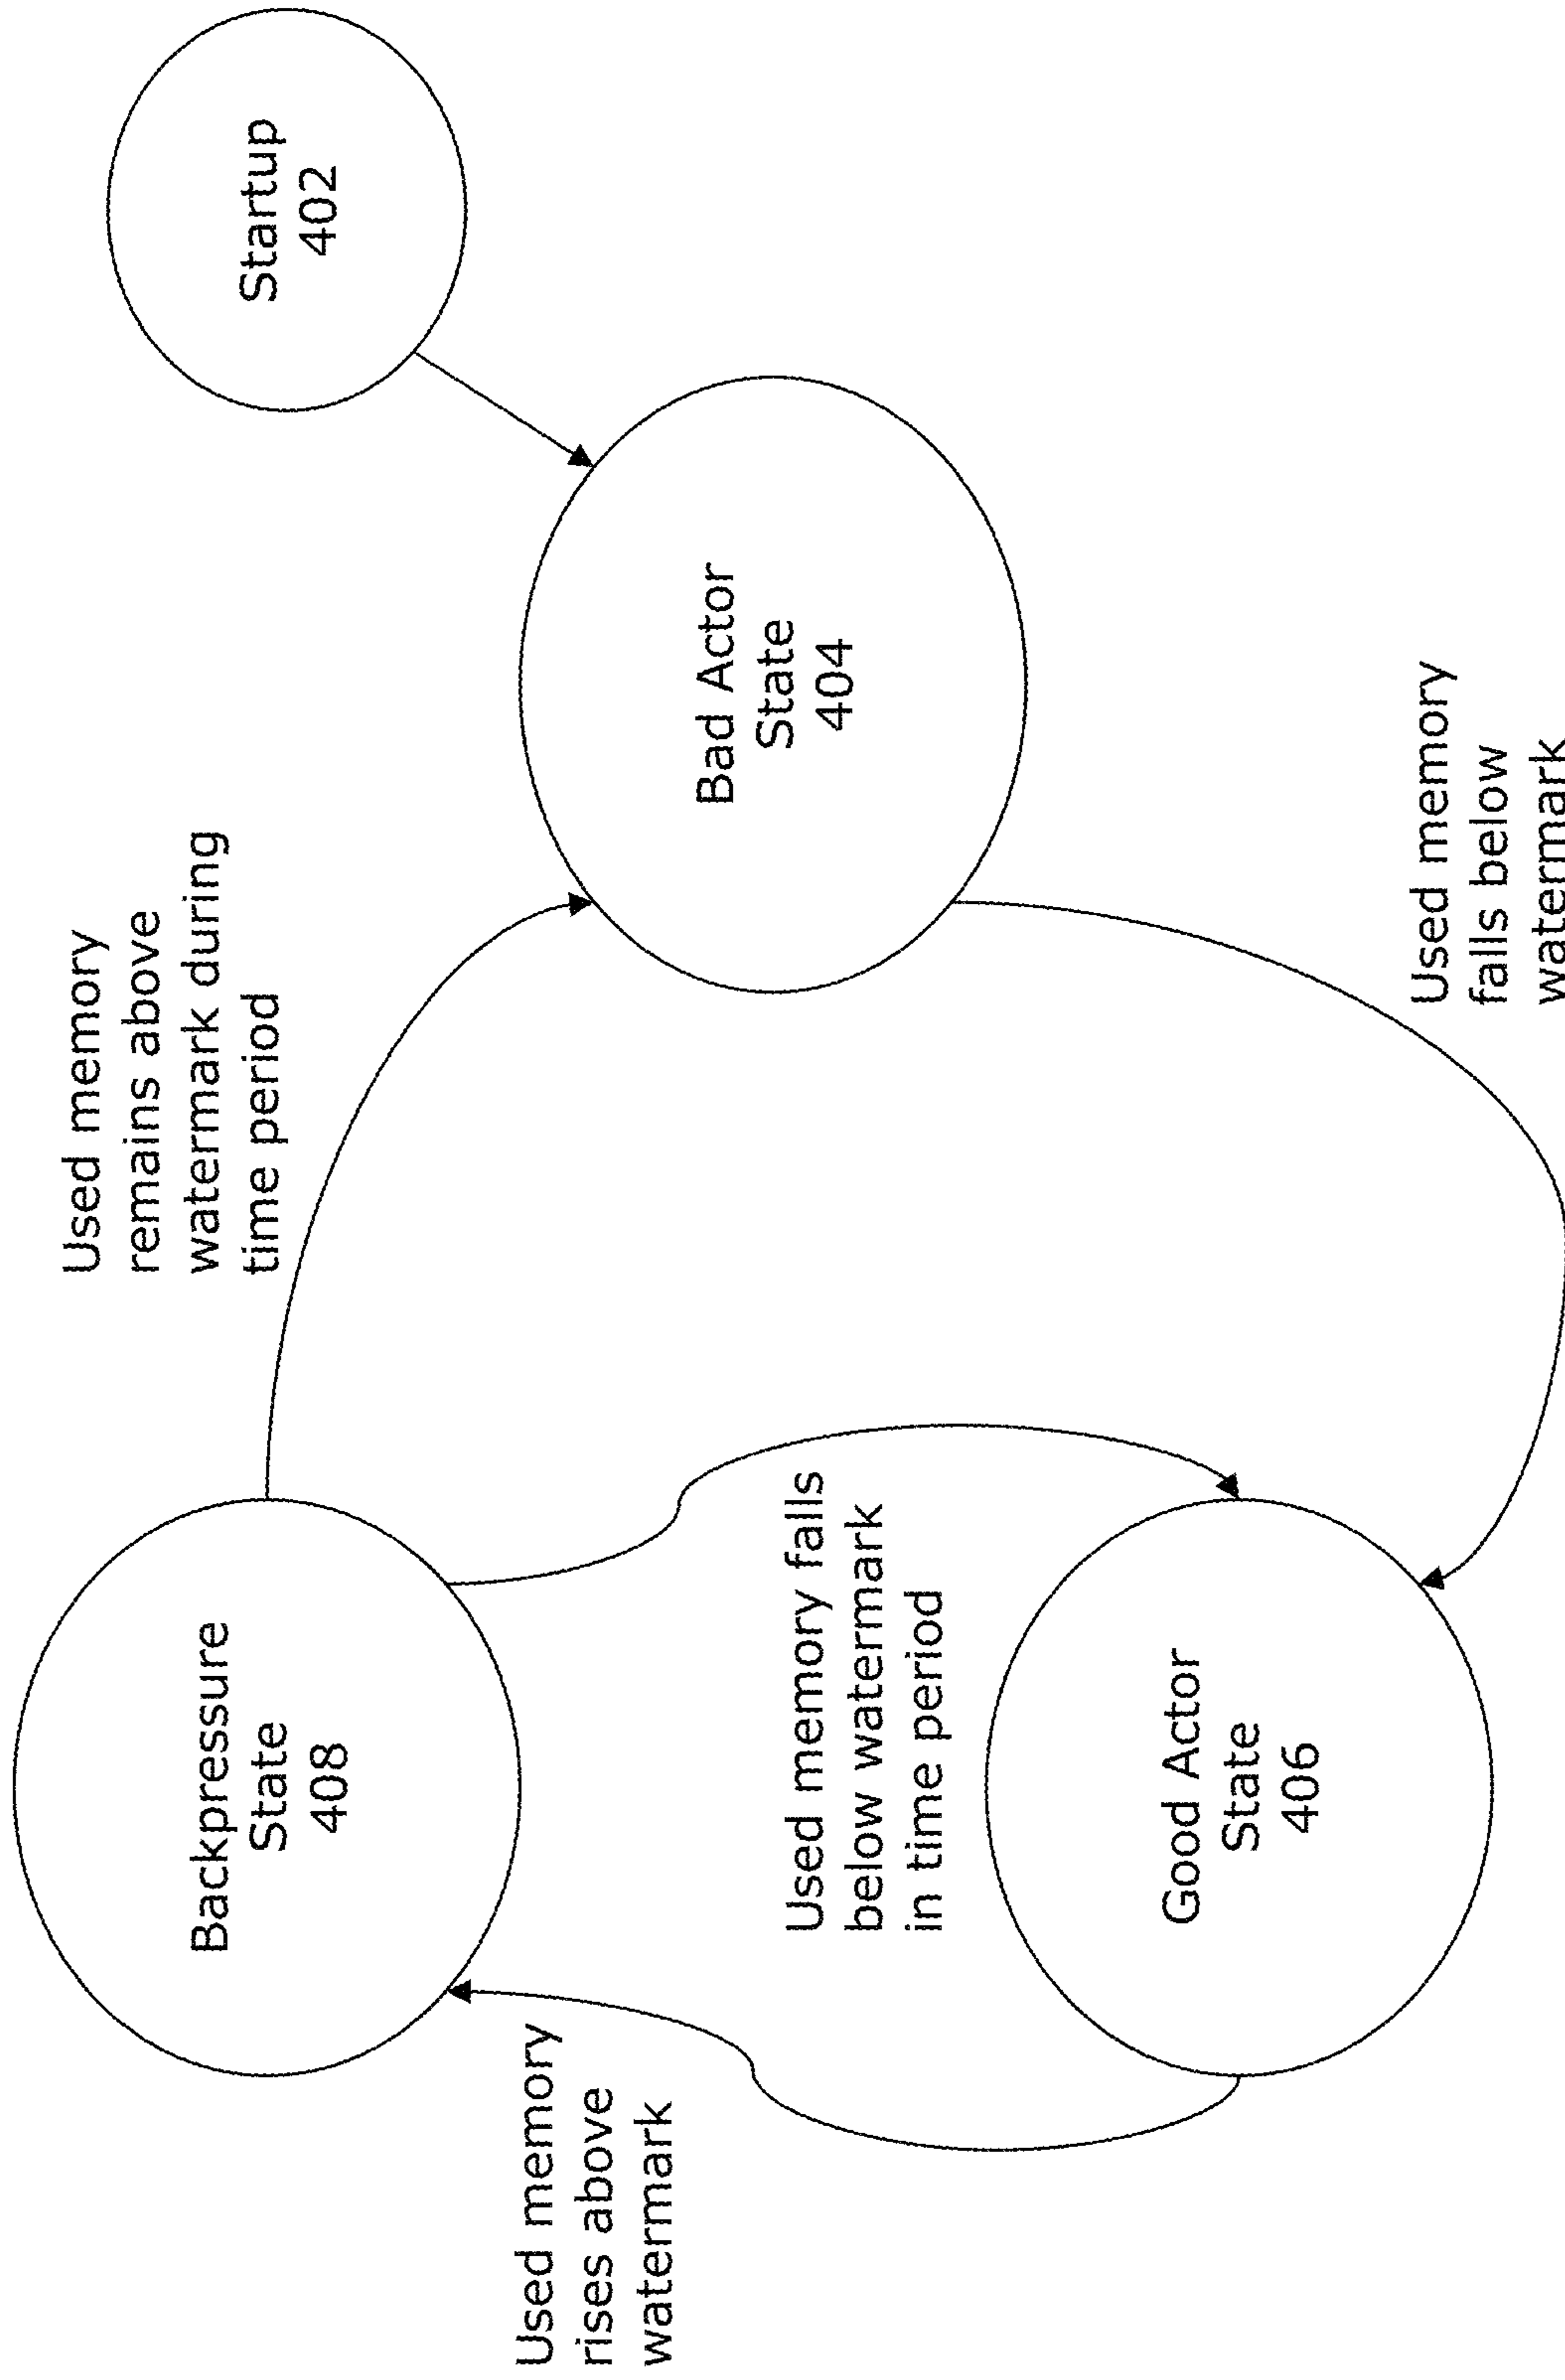 Used memory
remains above
watermark during
time period
Startup
402
Backpressure
State
408
Bad Actor
State
404
Used memory
rises above
watermark
Used memory falls
below watermark
in time period
Good Actor
State
406
Used memory
falls below
watermark